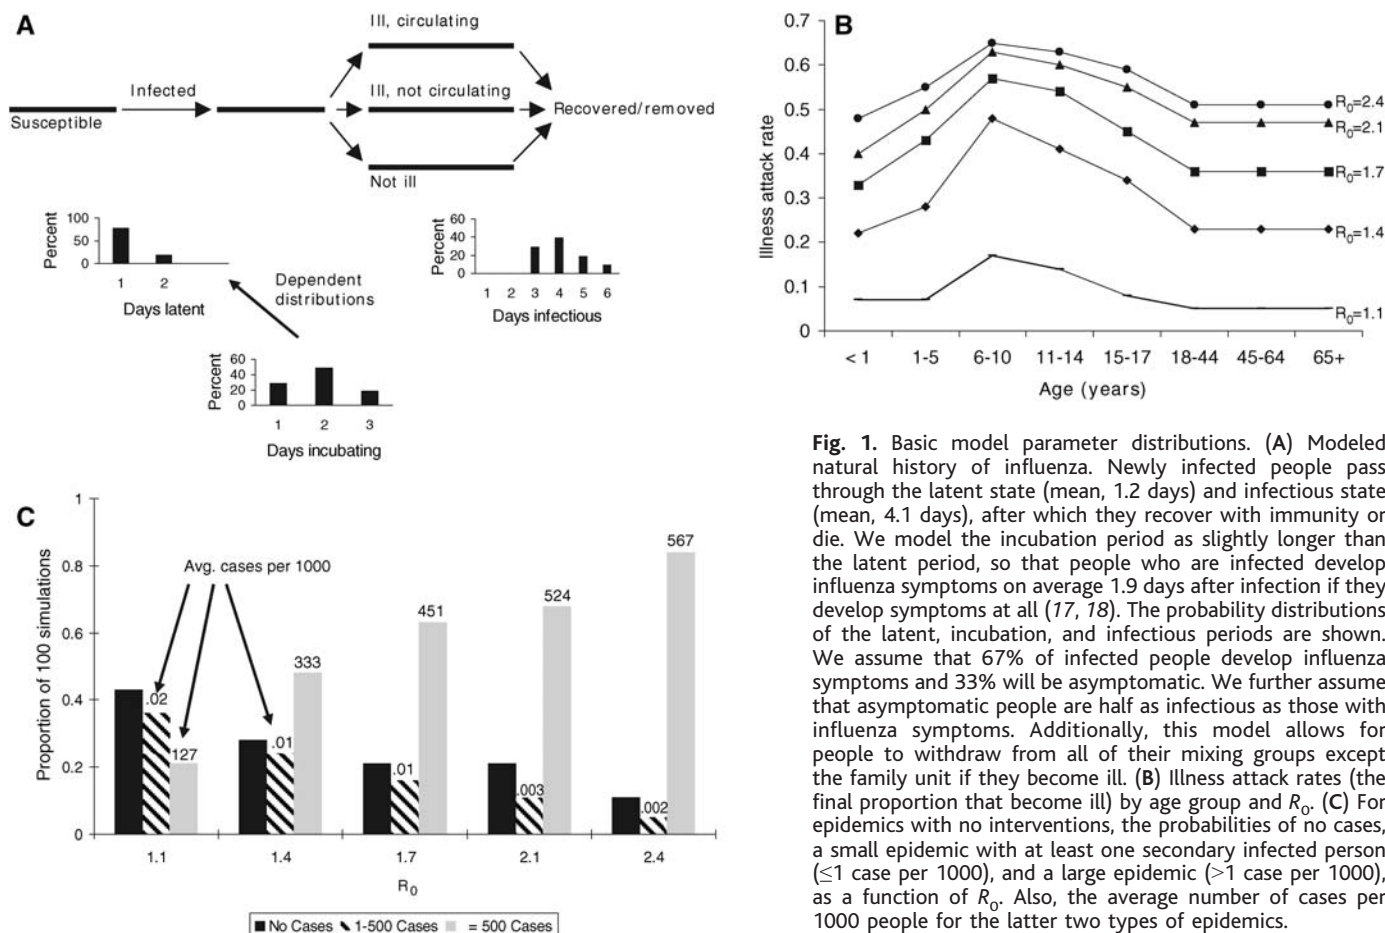 A
Ill, circulating
Infected
Ill, not circulating
Susceptible
Recovered/removed
Not ill
Percent
100
50
0
1 2
Days latent
Dependent
distributions
Percent
60
40
20
0
1 2 3 4 5 6
Days infectious
Percent
60
40
20
0
1 2 3
Days incubating
B
Illness attack rate
0.7
0.6
0.5
0.4
0.3
0.2
0.1
0
R0=2.4
R0=2.1
R0=1.7
R0=1.4
R0=1.1
< 1 1-5 6-10 11-14 15-17 18-44 45-64 65+
Age (years)
C
Proportion of 100 simulations
1
0.8
0.6
0.4
0.2
0
Avg. cases per 1000
.02
127
.01
333
.01
451
.003
524
.002
567
1.1 1.4 1.7 2.1 2.4
R0
No Cases 1-500 Cases = 500 Cases
Fig. 1. Basic model parameter distributions. (A) Modeled
natural history of influenza. Newly infected people pass
through the latent state (mean, 1.2 days) and infectious state
(mean, 4.1 days), after which they recover with immunity or
die. We model the incubation period as slightly longer than
the latent period, so that people who are infected develop
influenza symptoms on average 1.9 days after infection if they
develop symptoms at all (17, 18). The probability distributions
of the latent, incubation, and infectious periods are shown.
We assume that 67% of infected people develop influenza
symptoms and 33% will be asymptomatic. We further assume
that asymptomatic people are half as infectious as those with
influenza symptoms. Additionally, this model allows for
people to withdraw from all of their mixing groups except
the family unit if they become ill. (B) Illness attack rates (the
final proportion that become ill) by age group and R0. (C) For
epidemics with no interventions, the probabilities of no cases,
a small epidemic with at least one secondary infected person
(≤1 case per 1000), and a large epidemic (>1 case per 1000),
as a function of R0. Also, the average number of cases per
1000 people for the latter two types of epidemics.